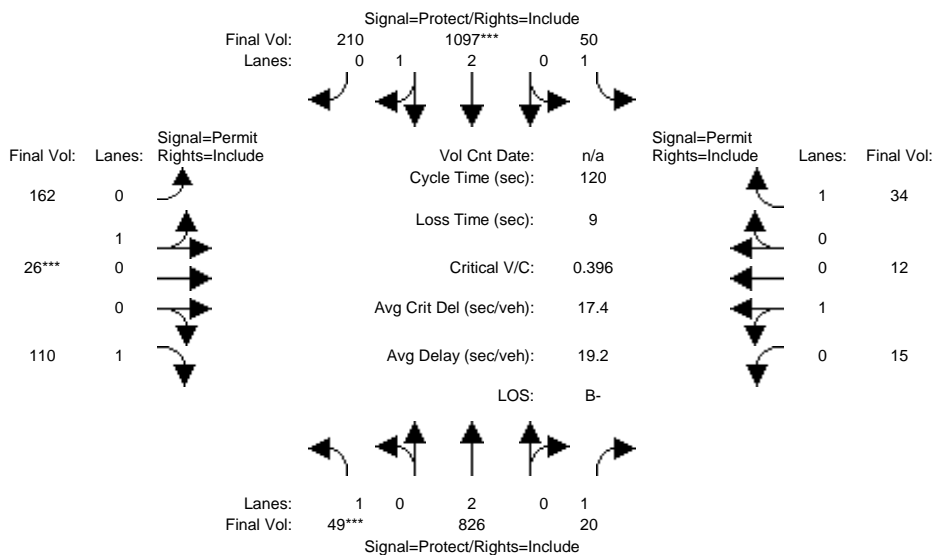 Signal=Protect/Rights=Include
Final Vol: 210 1097*** 50
Lanes: 0 1 2 0 1
Signal=Permit
Final Vol: Lanes: Rights=Include
Vol Cnt Date: n/a
Signal=Permit
Rights=Include Lanes: Final Vol:
Cycle Time (sec): 120
162 0
1 34
Loss Time (sec): 9
1
0
26*** 0
Critical V/C: 0.396
0 12
0
Avg Crit Del (sec/veh): 17.4
1
110 1
Avg Delay (sec/veh): 19.2
0 15
LOS: B-
Lanes: 1 0 2 0 1
Final Vol: 49*** 826 20
Signal=Protect/Rights=Include